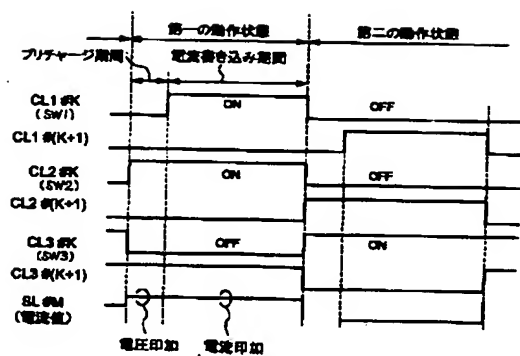 第一の動作状態 第二の動作状態
プリチャージ期間 電流書き込み期間
CL1 #K ON OFF
(SW1)
CL1 #(K+1)
CL2 #K ON OFF
(SW2)
CL2 #(K+1)
CL3 #K OFF ON
(SW3)
CL3 #(K+1)
SL #M
(電流値)
電圧印加 電流印加